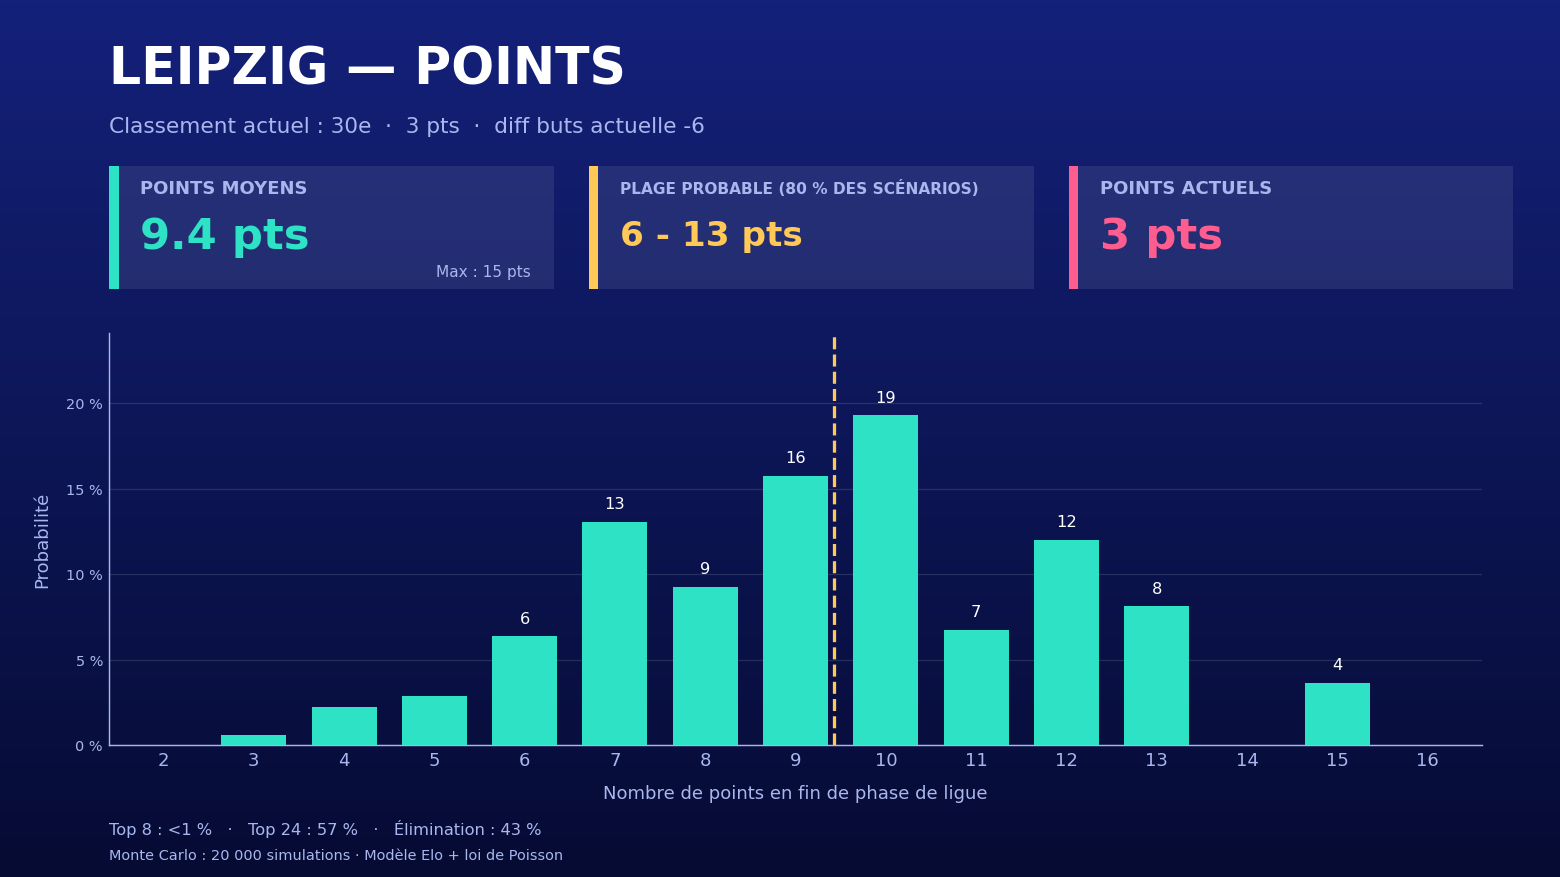 LEIPZIG — POINTS
Classement actuel : 30e · 3 pts · diff buts actuelle -6
POINTS MOYENS
9.4 pts
Max : 15 pts
PLAGE PROBABLE (80 % DES SCÉNARIOS)
6 - 13 pts
POINTS ACTUELS
3 pts
Probabilité
20 %
15 %
10 %
5 %
0 %
6
13
9
16
19
7
12
8
4
2 3 4 5 6 7 8 9 10 11 12 13 14 15 16
Nombre de points en fin de phase de ligue
Top 8 : <1 % · Top 24 : 57 % · Élimination : 43 %
Monte Carlo : 20 000 simulations · Modèle Elo + loi de Poisson